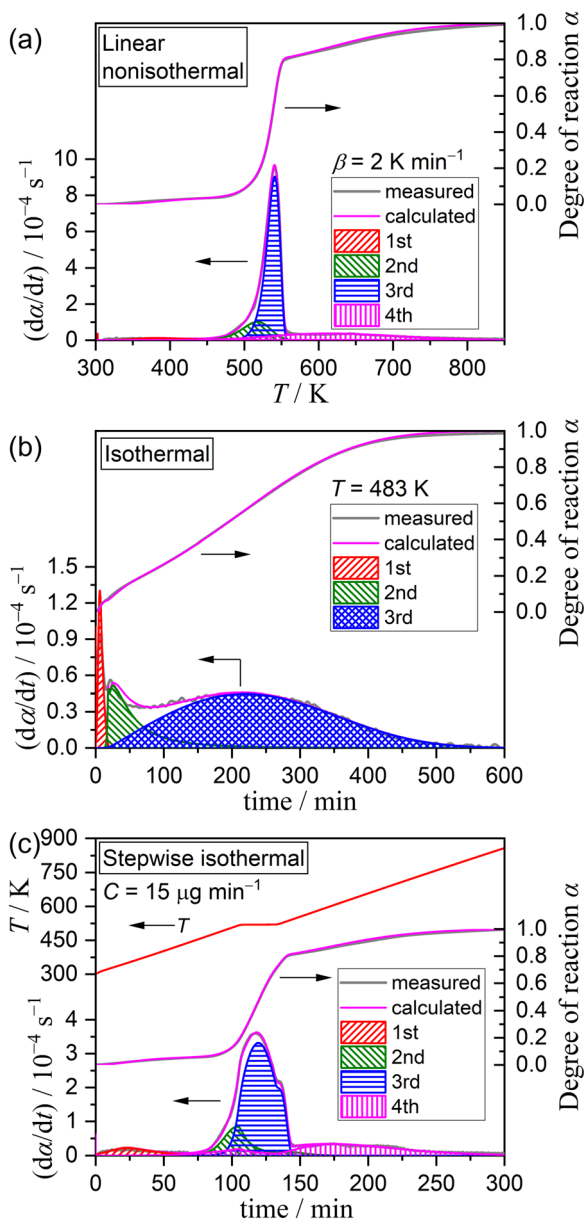 (a)
Linear
nonisothermal
1.0
0.8
0.6
0.4
0.2
0.0
Degree of reaction α
β = 2 K min⁻¹
measured
calculated
1st
2nd
3rd
4th
10
8
6
4
2
0
(dα/dt) / 10⁻⁴ s⁻¹
300 400 500 600 700 800
T / K
(b)
Isothermal
1.0
0.8
0.6
0.4
0.2
0.0
Degree of reaction α
T = 483 K
measured
calculated
1st
2nd
3rd
1.5
1.2
0.9
0.6
0.3
0.0
(dα/dt) / 10⁻⁴ s⁻¹
0 100 200 300 400 500 600
time / min
(c)
Stepwise isothermal
C = 15 μg min⁻¹
T
900
750
600
450
300
T / K
1.0
0.8
0.6
0.4
0.2
0.0
Degree of reaction α
measured
calculated
1st
2nd
3rd
4th
4
3
2
1
0
(dα/dt) / 10⁻⁴ s⁻¹
0 50 100 150 200 250 300
time / min